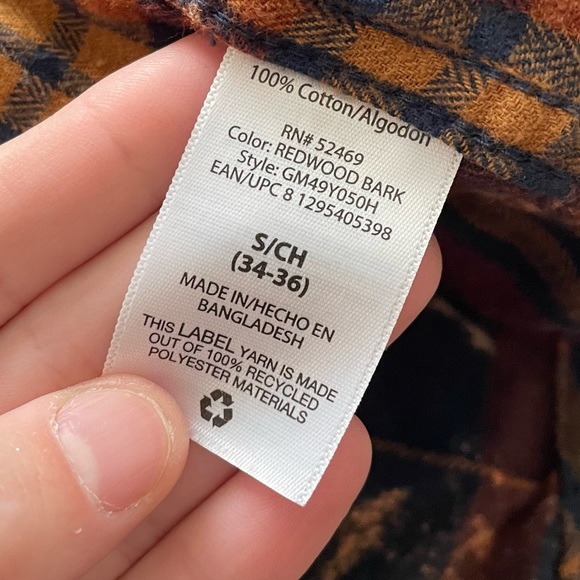 100% Cotton/Algodon
RN# 52469
Color: REDWOOD BARK
Style: GM49Y050H
EAN/UPC 8 1295405398
S/CH
(34-36)
MADE IN/HECHO EN
BANGLADESH
THIS LABEL YARN IS MADE
OUT OF 100% RECYCLED
POLYESTER MATERIALS